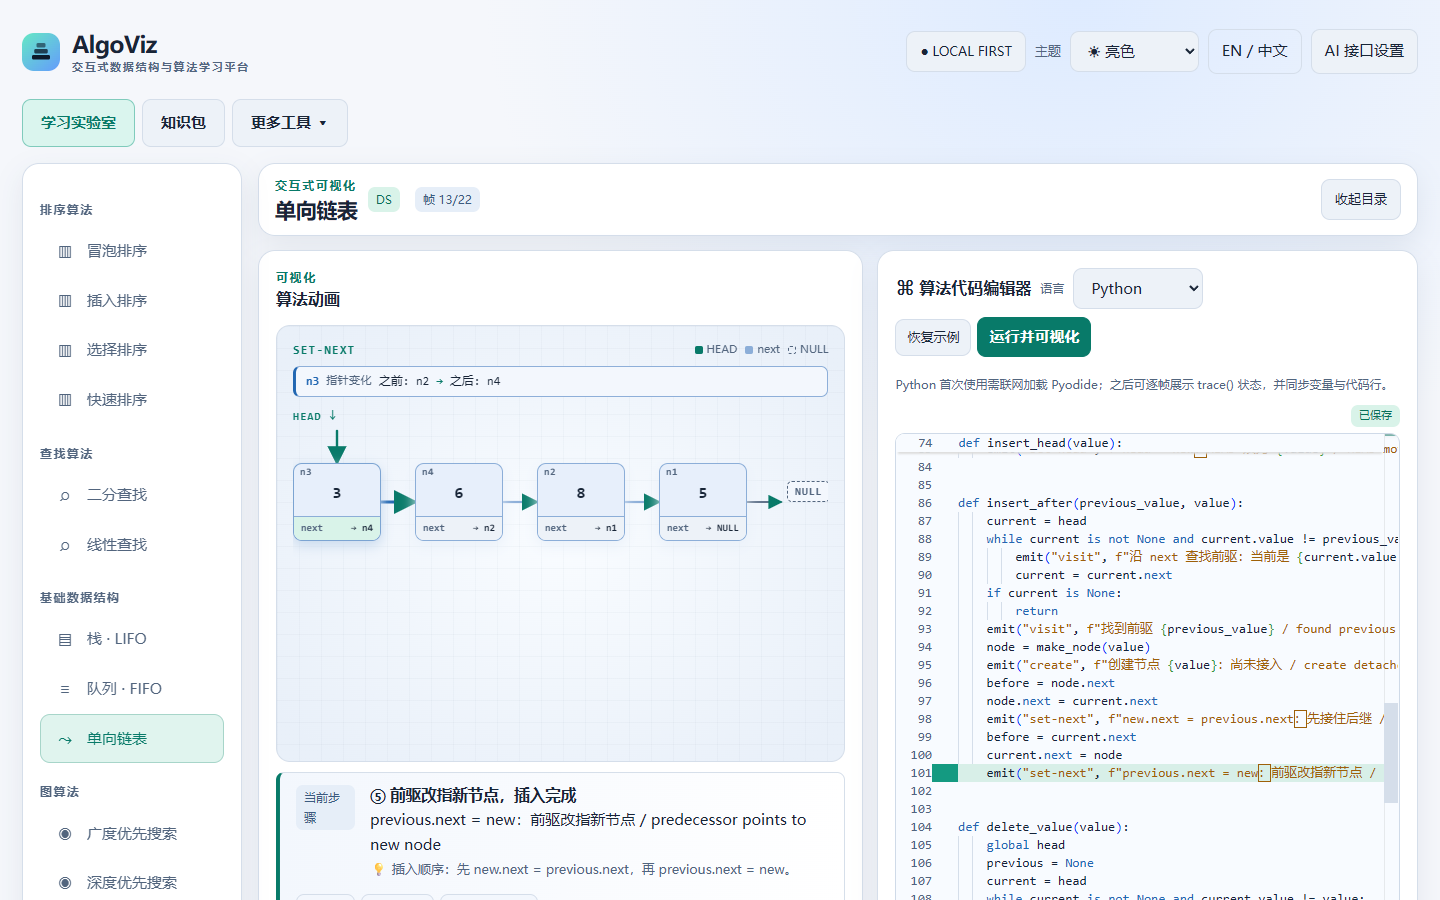 AlgoViz
交互式数据结构与算法学习平台
● LOCAL FIRST
主题
☀ 亮色
EN / 中文
AI 接口设置
学习实验室
知识包
更多工具 ▼
排序算法
冒泡排序
插入排序
选择排序
快速排序
查找算法
二分查找
线性查找
基础数据结构
栈 · LIFO
队列 · FIFO
单向链表
图算法
广度优先搜索
深度优先搜索
交互式可视化
单向链表
DS
帧 13/22
收起目录
可视化
算法动画
SET-NEXT
HEAD
next
NULL
n3 指针变化 之前: n2 → 之后: n4
HEAD ↓
n3
3
next → n4
n4
6
next → n2
n2
8
next → n1
n1
5
next → NULL
NULL
当前步骤
⑤ 前驱改指新节点，插入完成
previous.next = new：前驱改指新节点 / predecessor points to
new node
💡 插入顺序：先 new.next = previous.next，再 previous.next = new。
⌘ 算法代码编辑器
语言
Python
恢复示例
运行并可视化
Python 首次使用需联网加载 Pyodide；之后可逐帧展示 trace() 状态，并同步变量与代码行。
已保存
74 def insert_head(value):
84
85
86 def insert_after(previous_value, value):
87 current = head
88 while current is not None and current.value != previous_va
89 emit("visit", f"沿 next 查找前驱：当前是 {current.value
90 current = current.next
91 if current is None:
92 return
93 emit("visit", f"找到前驱 {previous_value} / found previous
94 node = make_node(value)
95 emit("create", f"创建节点 {value}：尚未接入 / create detach
96 before = node.next
97 node.next = current.next
98 emit("set-next", f"new.next = previous.next：先接住后继 /
99 before = current.next
100 current.next = node
101 emit("set-next", f"previous.next = new：前驱改指新节点 /
102
103
104 def delete_value(value):
105 global head
106 previous = None
107 current = head
108 while current is not None and current.value != value: